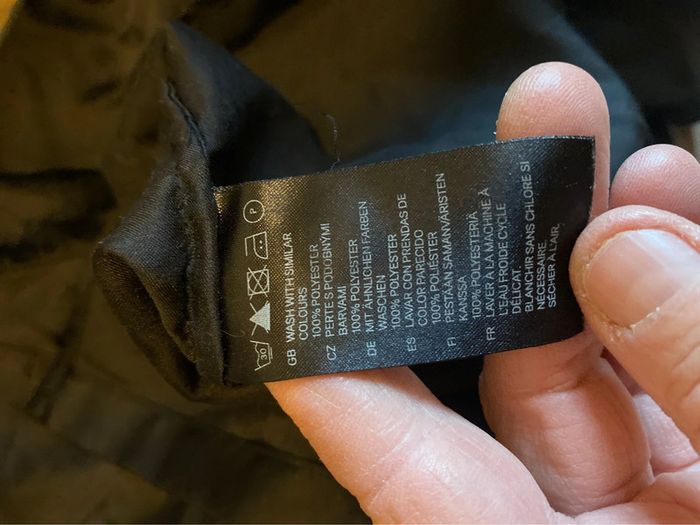 30
P
GB WASH WITH SIMILAR
COLOURS
100% POLYESTER
CZ PERTE S PODOBNÝMI
BARVAMI
100% POLYESTER
DE MIT ÄHNLICHEN FARBEN
WASCHEN
100% POLYESTER
ES LAVAR CON PRENDAS DE
COLOR PARECIDO
100% POLIÉSTER
FI PESTÄÄN SAMANVÄRISTEN
KANSSA
100% POLYESTERIÄ
FR LAVER À LA MACHINE À
L'EAU FROIDE CYCLE
DÉLICAT.
BLANCHIR SANS CHLORE SI
NÉCESSAIRE.
SÉCHER À L'AIR.